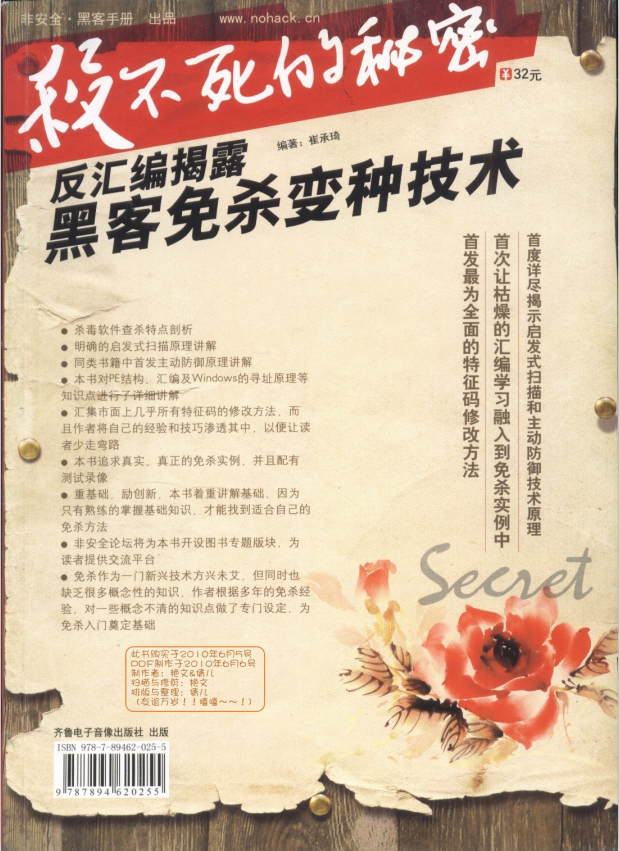 非安全·黑客手册 出品 www.nohack.cn
殺不死的秘密
¥32元
编著：崔承琦
反汇编揭露
黑客免杀变种技术
首度详尽揭示启发式扫描和主动防御技术原理
首次让枯燥的汇编学习融入到免杀实例中
首发最为全面的特征码修改方法
● 杀毒软件查杀特点剖析
● 明确的启发式扫描原理讲解
● 同类书籍中首发主动防御原理讲解
● 本书对PE结构、汇编及Windows的寻址原理等
知识点进行了详细讲解
● 汇集市面上几乎所有特征码的修改方法，而
且作者将自己的经验和技巧渗透其中，以便让读
者少走弯路
● 本书追求真实，真正的免杀实例，并且配有
测试录像
● 重基础，励创新，本书着重讲解基础，因为
只有熟练的掌握基础知识，才能找到适合自己的
免杀方法
● 非安全论坛将为本书开设图书专题版块，为
读者提供交流平台
● 免杀作为一门新兴技术方兴未艾，但同时也
缺乏很多概念性的知识，作者根据多年的免杀经
验，对一些概念不清的知识点做了专门设定，为
免杀入门奠定基础
Secret
此书购买于2010年6月5号
PDF制作于2010年6月6号
制作者：艳文&倩儿
扫描与修剪：艳文
排版与整理：倩儿
（友谊万岁！！嘻嘻～～！）
齐鲁电子音像出版社 出版
ISBN 978-7-89462-025-5
9 787894 620255